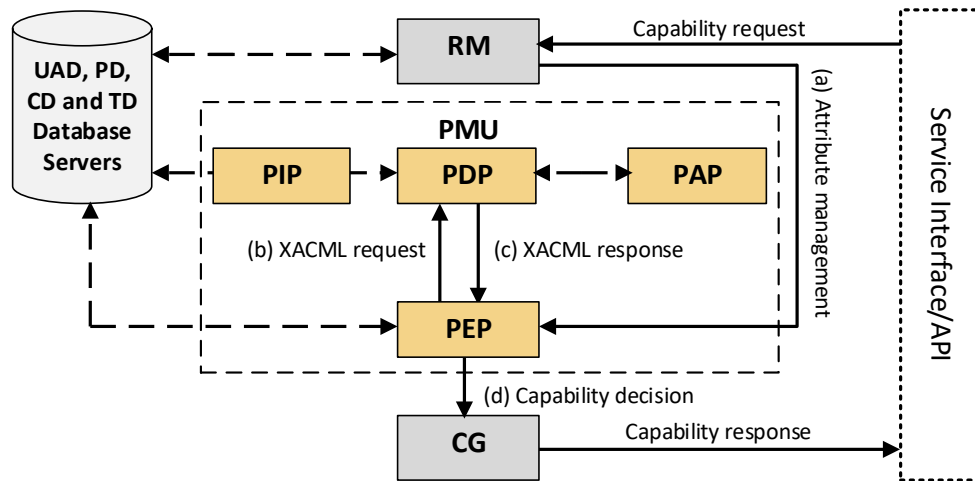 RM
Capability request
UAD, PD,
CD and TD
Database
Servers
(a) Attribute management
PMU
PIP
PDP
PAP
(b) XACML request
(c) XACML response
PEP
(d) Capability decision
CG
Capability response
Service Interface/API